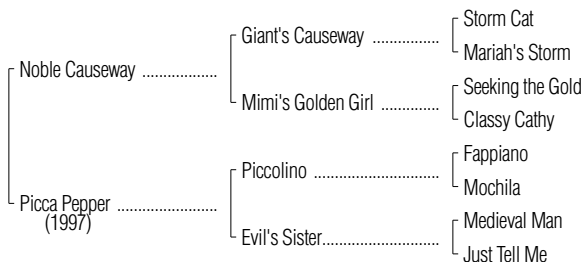 Storm Cat
Giant's Causeway ................
Mariah's Storm
Noble Causeway ..................
Seeking the Gold
Mimi's Golden Girl ..............
Classy Cathy
Fappiano
Piccolino ..............................
Mochila
Picca Pepper ........................
(1997)
Medieval Man
Evil's Sister............................
Just Tell Me